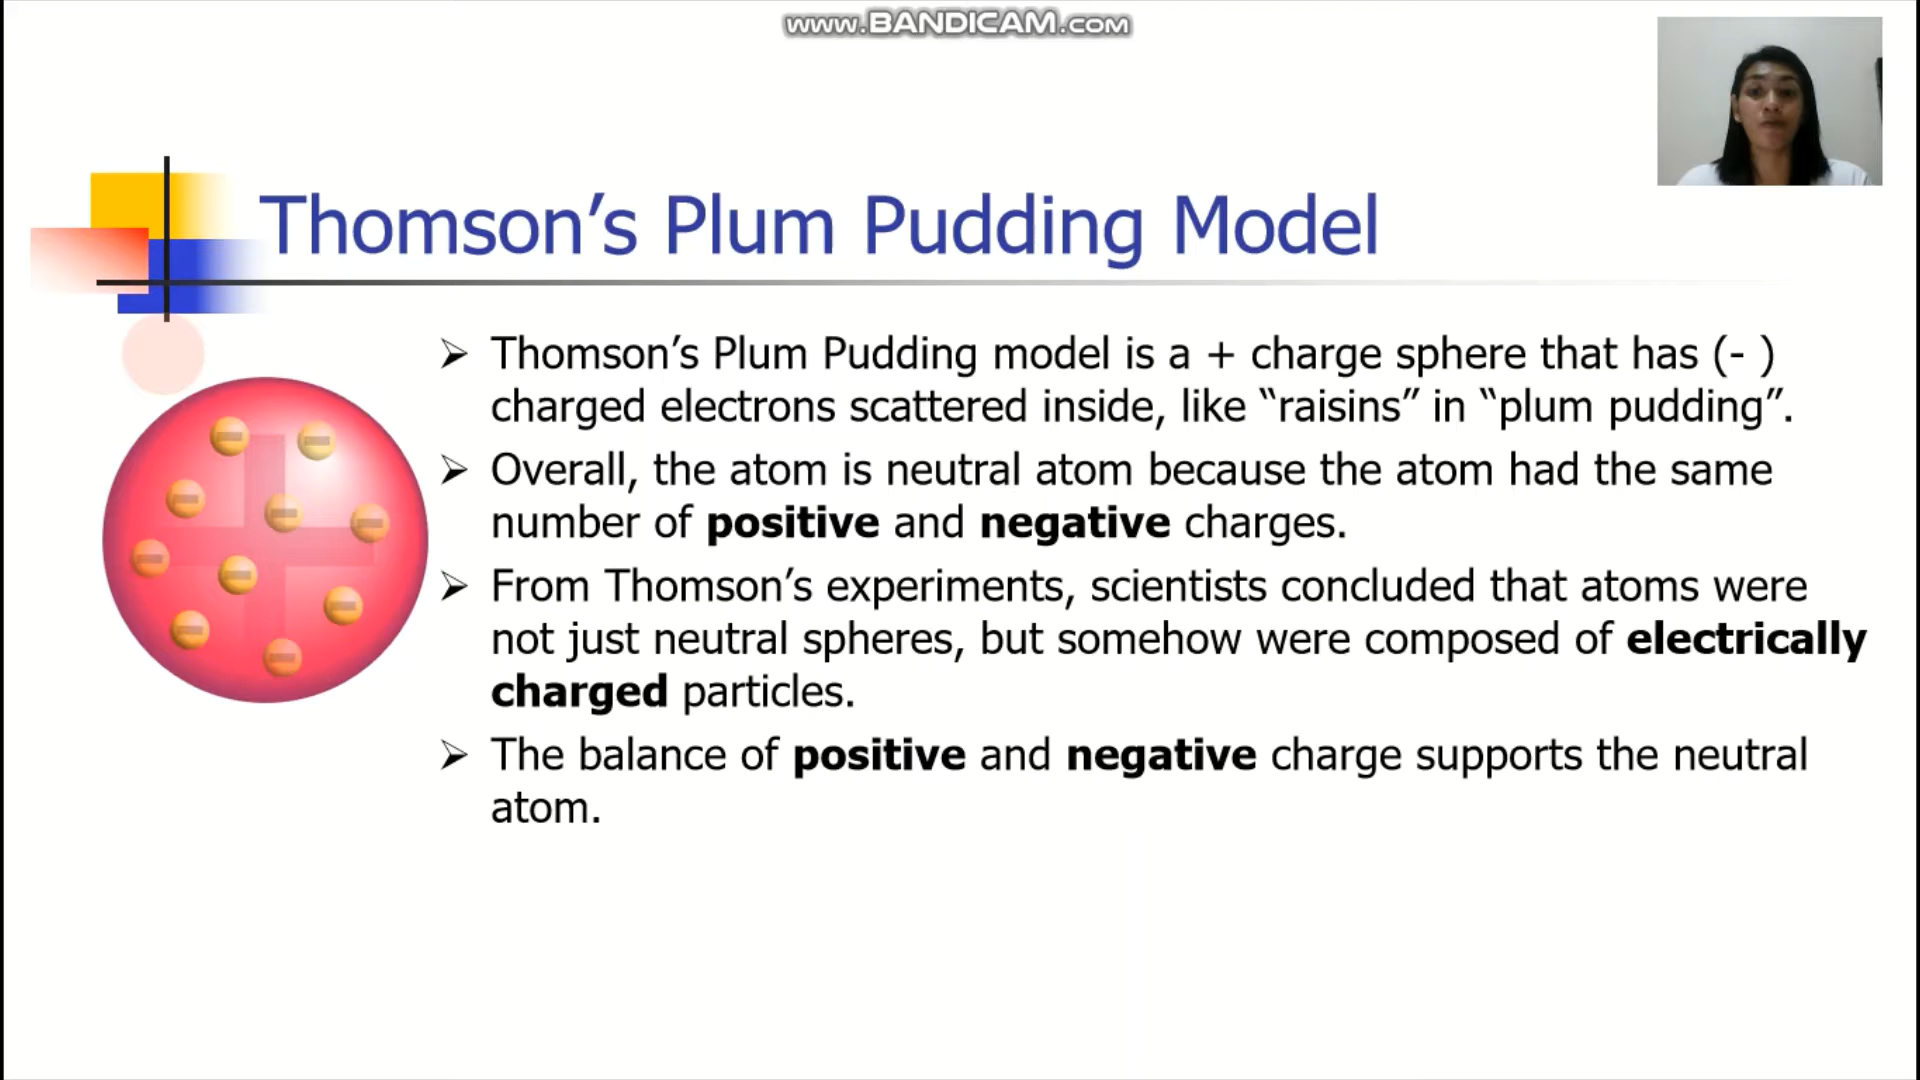 www.BANDICAM.com
Thomson’s Plum Pudding Model
➢ Thomson’s Plum Pudding model is a + charge sphere that has (- )
charged electrons scattered inside, like “raisins” in “plum pudding”.
➢ Overall, the atom is neutral atom because the atom had the same
number of positive and negative charges.
➢ From Thomson’s experiments, scientists concluded that atoms were
not just neutral spheres, but somehow were composed of electrically
charged particles.
➢ The balance of positive and negative charge supports the neutral
atom.